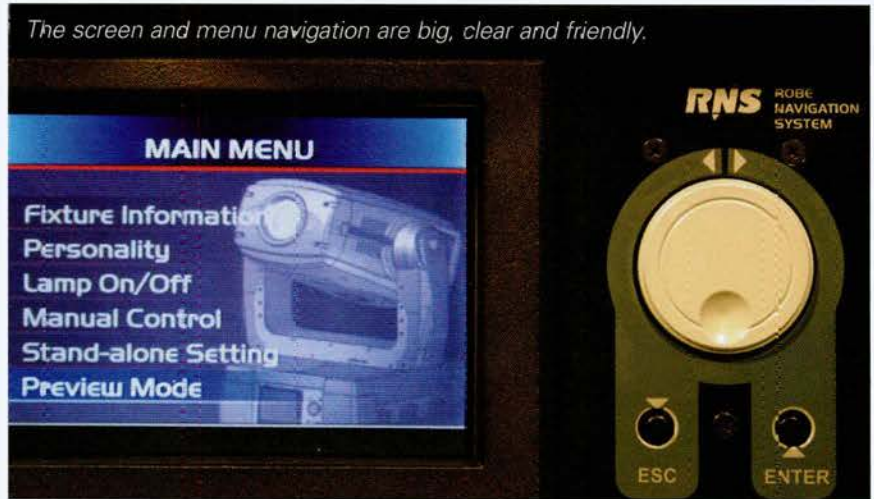 The screen and menu navigation are big, clear and friendly.
RNS ROBE
NAVIGATION
SYSTEM
MAIN MENU
Fixture Information
Personality
Lamp On/Off
Manual Control
Stand-alone Setting
Preview Mode
ESC
ENTER